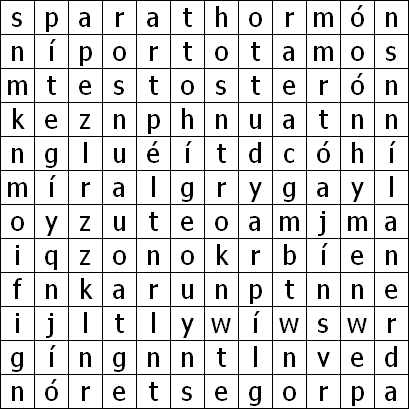 s p a r a t h o r m ó n
n í p o r t o t a m o s
m t e s t o s t e r ó n
k e z n p h n u a t n n
n g l u é í t d c ó h í
m í r a l g r y g a y l
o y z u t e o a m j m a
i q z o n o k r b í e n
f n k a r u n p t n n e
i j l t l y w í w s w r
g í n g n n t l n v e d
n ó r e t s e g o r p a